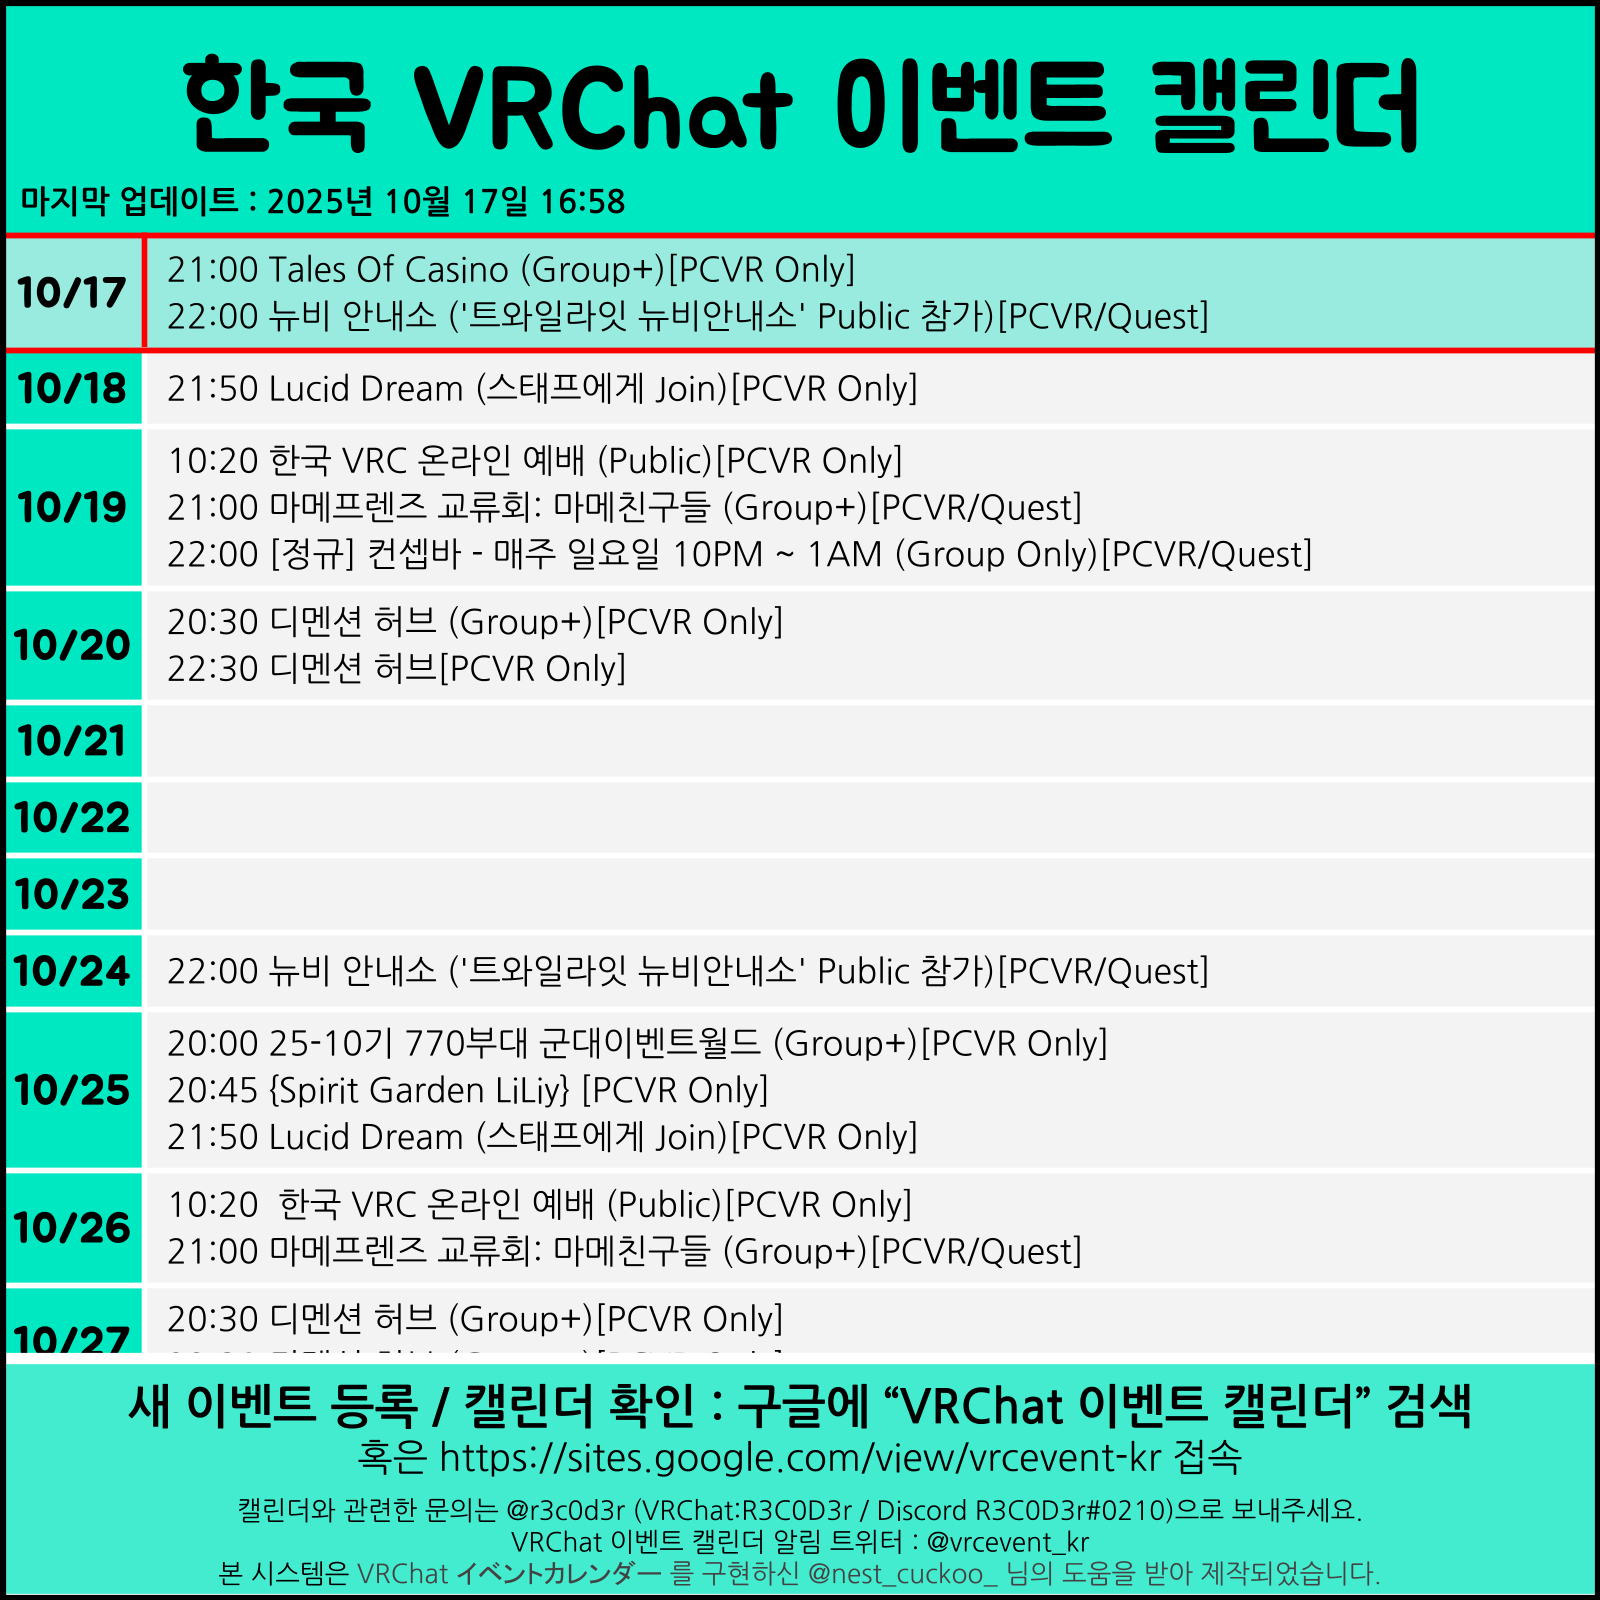 한국 VRChat 이벤트 캘린더
마지막 업데이트 : 2025년 10월 17일 16:58
10/17
21:00 Tales Of Casino (Group+)[PCVR Only]
22:00 뉴비 안내소 ('트와일라잇 뉴비안내소' Public 참가)[PCVR/Quest]
10/18
21:50 Lucid Dream (스태프에게 Join)[PCVR Only]
10/19
10:20 한국 VRC 온라인 예배 (Public)[PCVR Only]
21:00 마메프렌즈 교류회: 마메친구들 (Group+)[PCVR/Quest]
22:00 [정규] 컨셉바 - 매주 일요일 10PM ~ 1AM (Group Only)[PCVR/Quest]
10/20
20:30 디멘션 허브 (Group+)[PCVR Only]
22:30 디멘션 허브[PCVR Only]
10/21
10/22
10/23
10/24
22:00 뉴비 안내소 ('트와일라잇 뉴비안내소' Public 참가)[PCVR/Quest]
10/25
20:00 25-10기 770부대 군대이벤트월드 (Group+)[PCVR Only]
20:45 {Spirit Garden LiLiy} [PCVR Only]
21:50 Lucid Dream (스태프에게 Join)[PCVR Only]
10/26
10:20 한국 VRC 온라인 예배 (Public)[PCVR Only]
21:00 마메프렌즈 교류회: 마메친구들 (Group+)[PCVR/Quest]
10/27
20:30 디멘션 허브 (Group+)[PCVR Only]
새 이벤트 등록 / 캘린더 확인 : 구글에 “VRChat 이벤트 캘린더” 검색
혹은 https://sites.google.com/view/vrcevent-kr 접속
캘린더와 관련한 문의는 @r3c0d3r (VRChat:R3C0D3r / Discord R3C0D3r#0210)으로 보내주세요.
VRChat 이벤트 캘린더 알림 트위터 : @vrcevent_kr
본 시스템은 VRChat イベントカレンダー 를 구현하신 @nest_cuckoo_ 님의 도움을 받아 제작되었습니다.